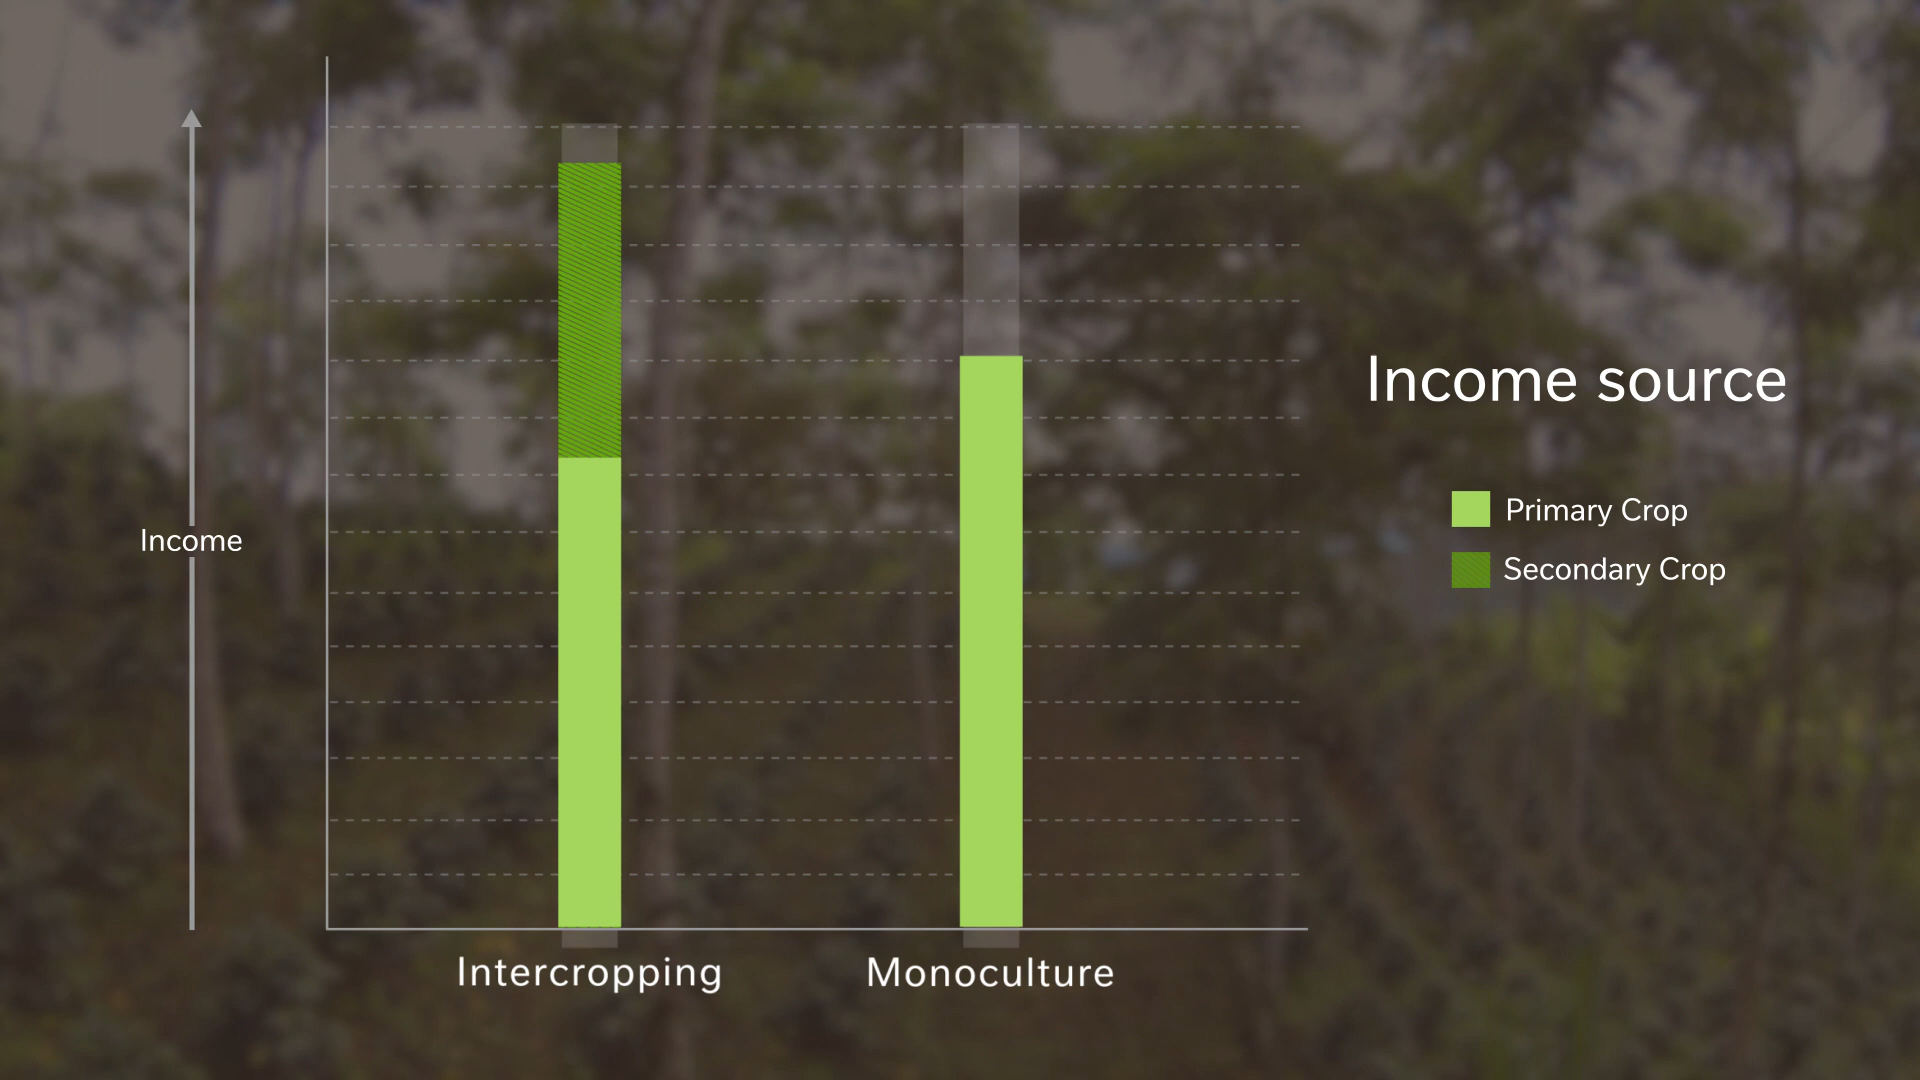 Income
Intercropping
Monoculture
Income source
Primary Crop
Secondary Crop